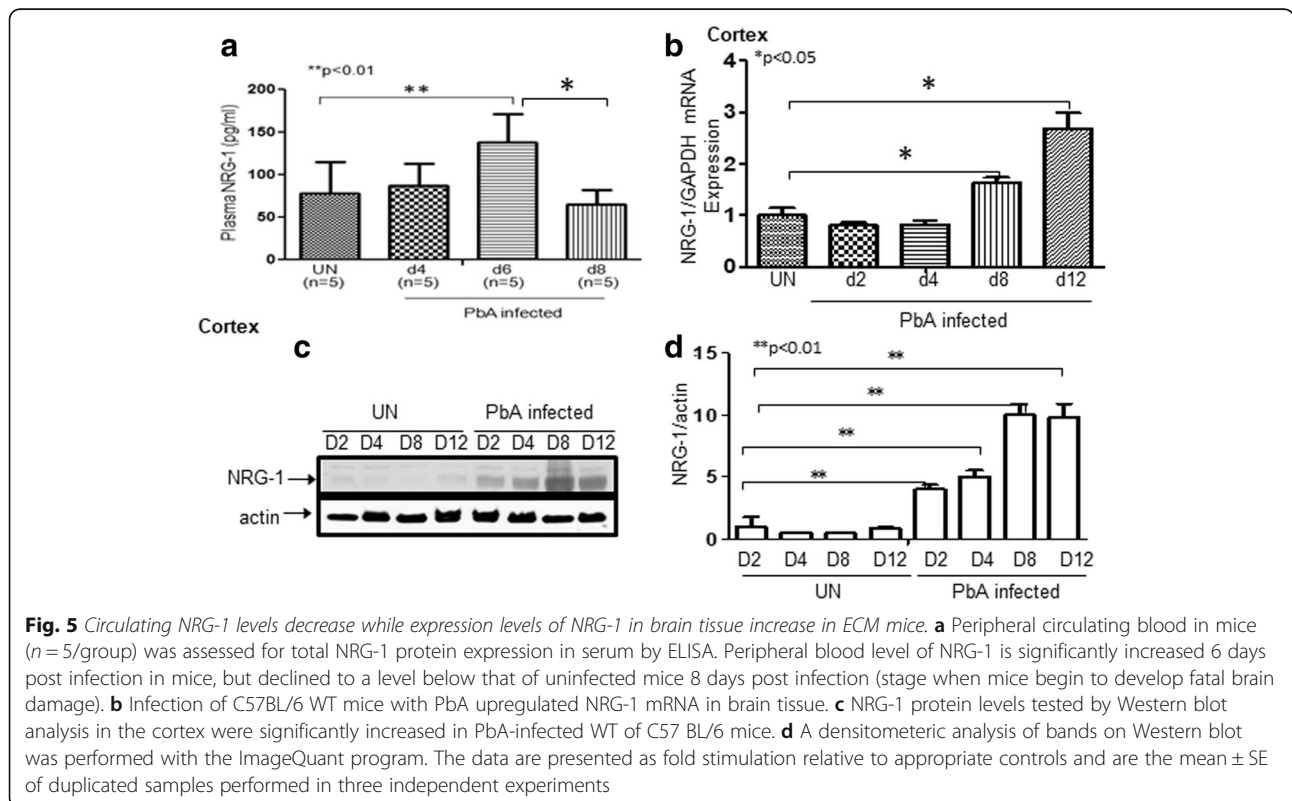 a
**p<0.01
200
150
100
50
0
Plasma NRG-1 (pg/ml)
**
*
UN d4 d6 d8
(n=5) (n=5) (n=5) (n=5)
PbA infected
b
Cortex
*p<0.05
4
3
2
1
0
NRG-1/GAPDH mRNA
Expression
*
*
UN d2 d4 d8 d12
PbA infected
Cortex
c
UN PbA infected
D2 D4 D8 D12 D2 D4 D8 D12
NRG-1
actin
d
**p<0.01
15
10
5
0
NRG-1/actin
**
**
**
**
D2 D4 D8 D12 D2 D4 D8 D12
UN PbA infected
Fig. 5 Circulating NRG-1 levels decrease while expression levels of NRG-1 in brain tissue increase in ECM mice. a Peripheral circulating blood in mice
(n = 5/group) was assessed for total NRG-1 protein expression in serum by ELISA. Peripheral blood level of NRG-1 is significantly increased 6 days
post infection in mice, but declined to a level below that of uninfected mice 8 days post infection (stage when mice begin to develop fatal brain
damage). b Infection of C57BL/6 WT mice with PbA upregulated NRG-1 mRNA in brain tissue. c NRG-1 protein levels tested by Western blot
analysis in the cortex were significantly increased in PbA-infected WT of C57 BL/6 mice. d A densitometeric analysis of bands on Western blot
was performed with the ImageQuant program. The data are presented as fold stimulation relative to appropriate controls and are the mean ± SE
of duplicated samples performed in three independent experiments